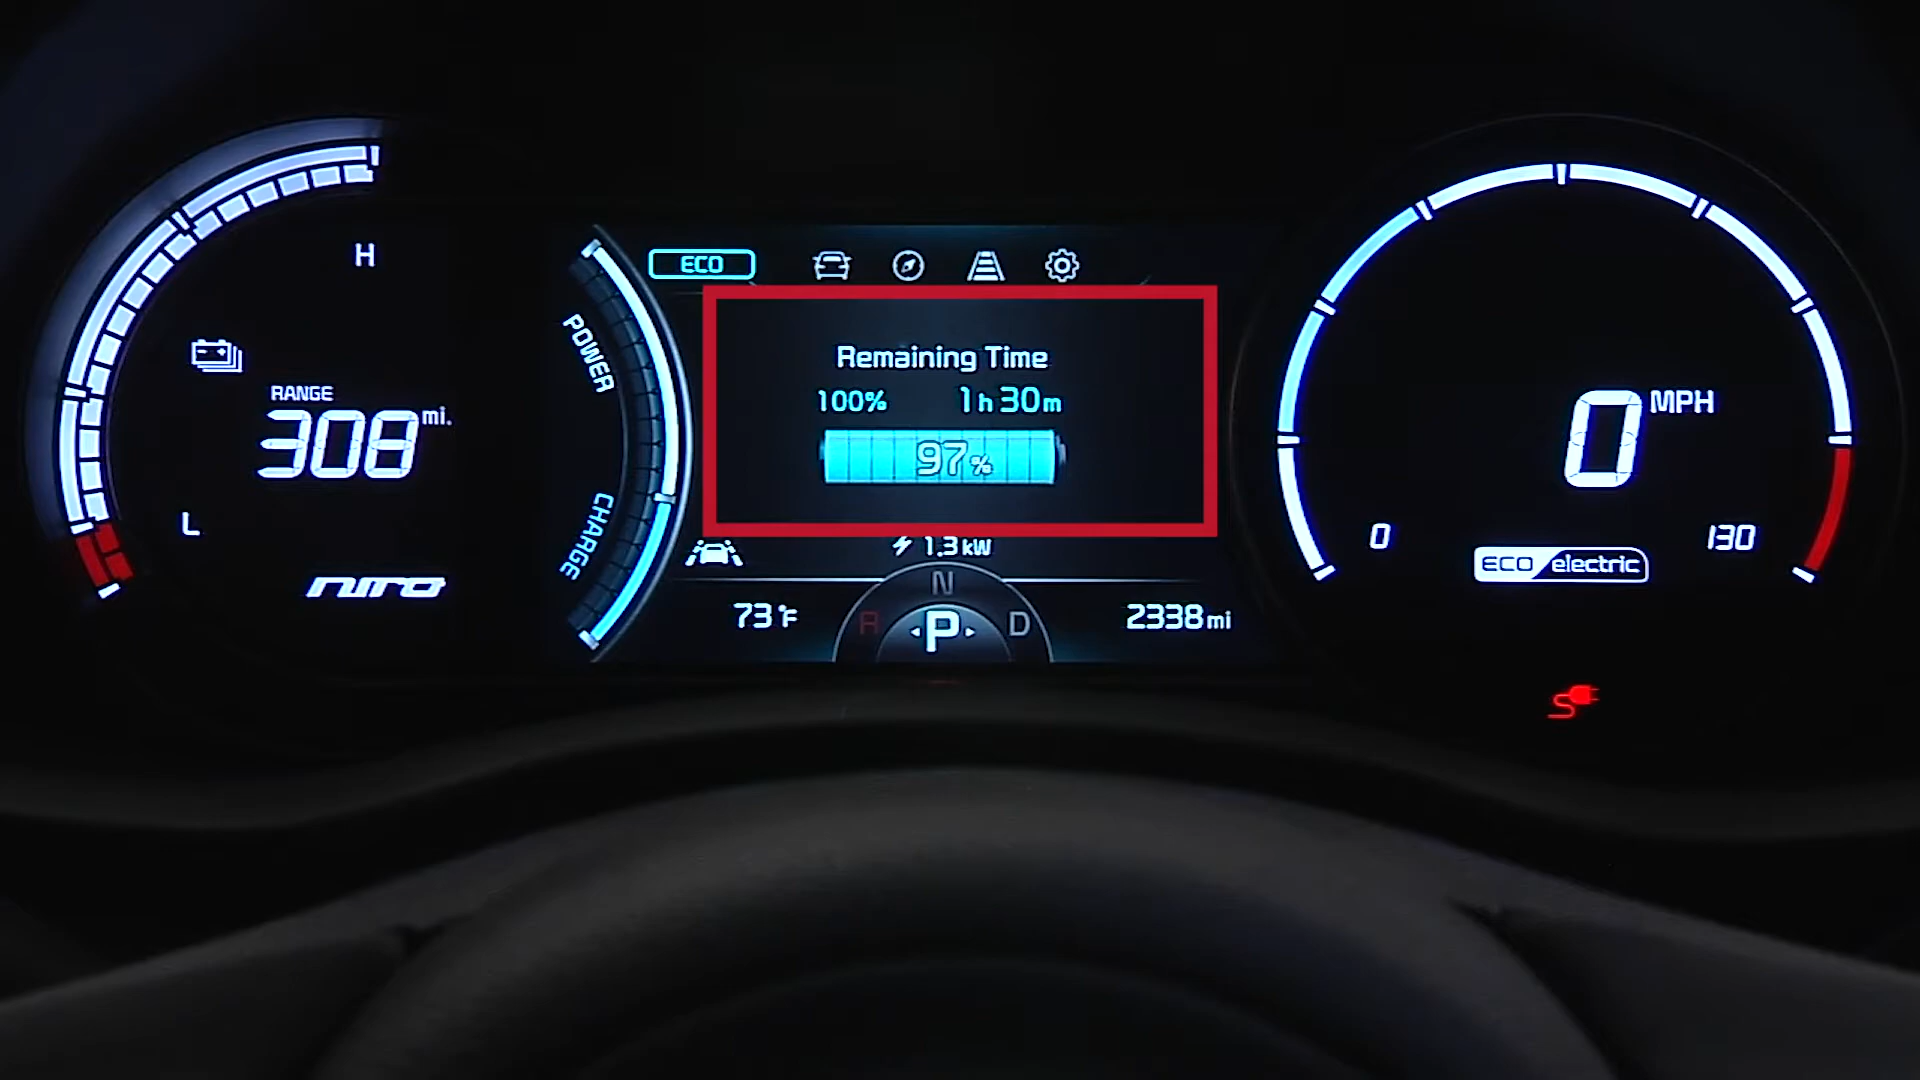 H
RANGE
308 mi.
L
NIRO
POWER
CHARGE
ECO
Remaining Time
100% 1h 30m
97%
1.3 kW
73°F
R N D
P
2338 mi
0 MPH
0 130
ECO electric